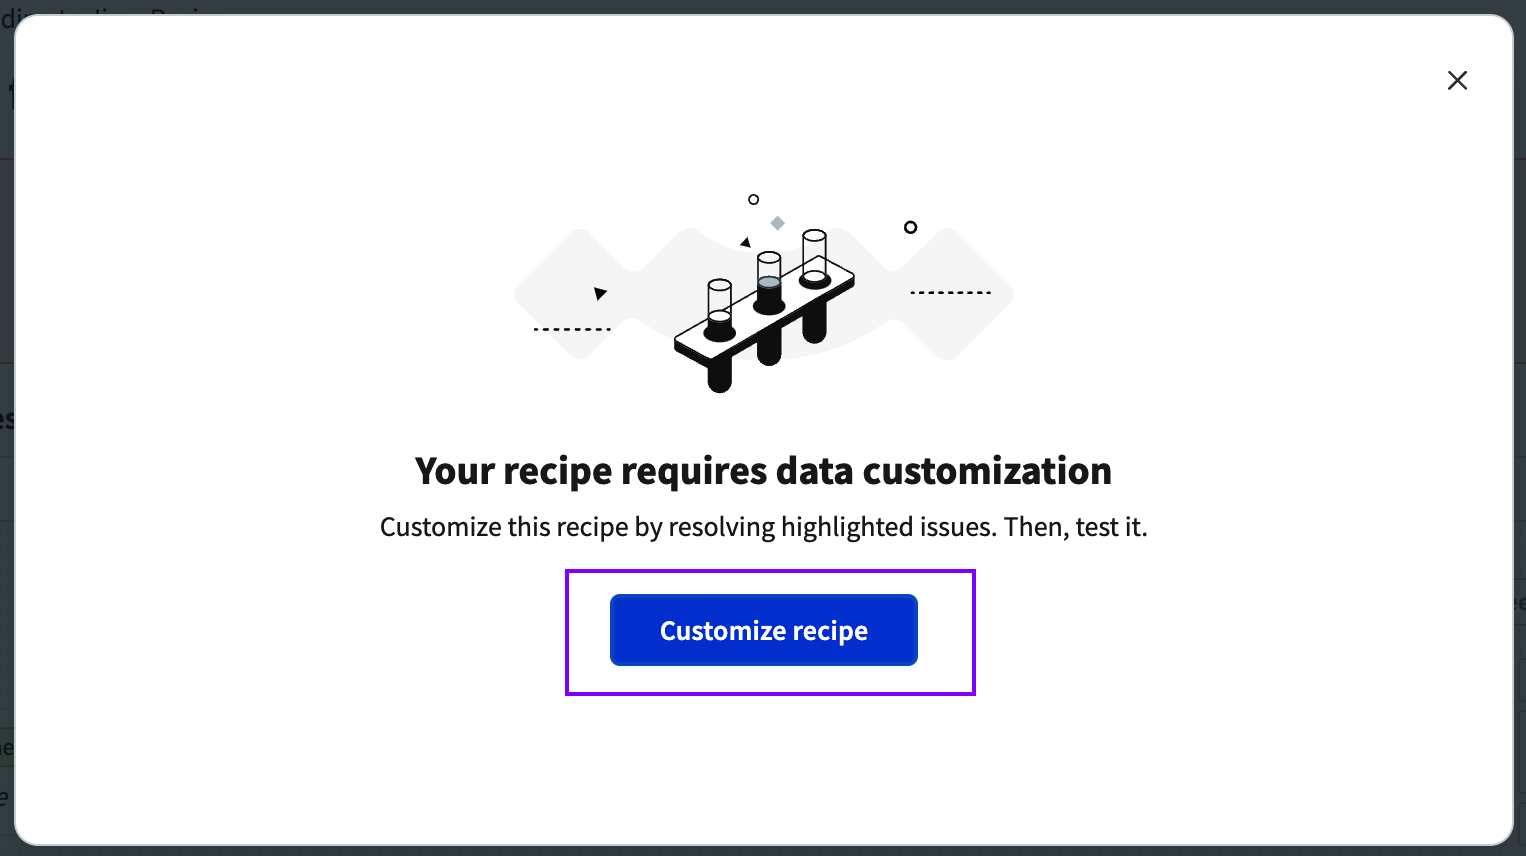 Your recipe requires data customization
Customize this recipe by resolving highlighted issues. Then, test it.
Customize recipe